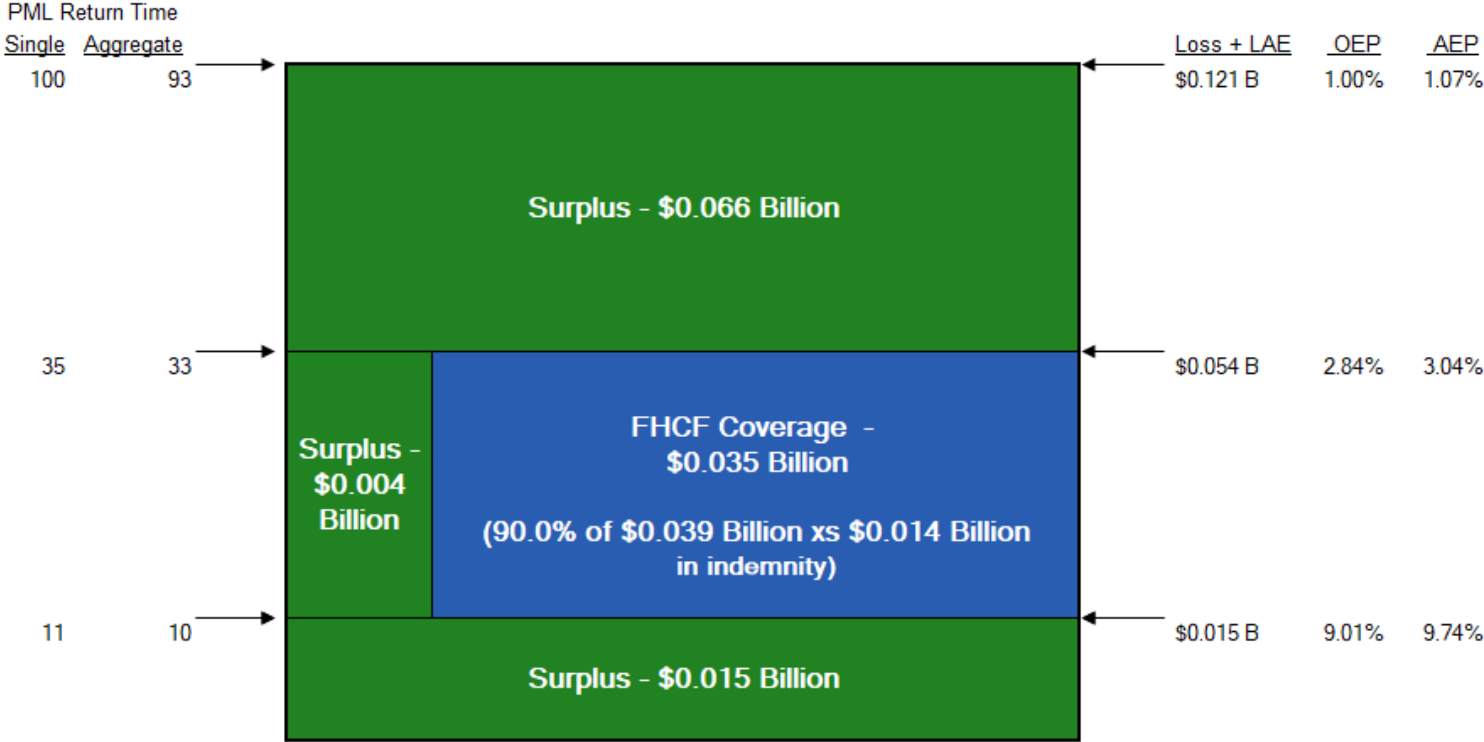 PML Return Time
Single Aggregate Loss + LAE OEP AEP
100 93 $0.121 B 1.00% 1.07%
Surplus - $0.066 Billion
35 33 $0.054 B 2.84% 3.04%
Surplus -
$0.004
Billion
FHCF Coverage -
$0.035 Billion
(90.0% of $0.039 Billion xs $0.014 Billion
in indemnity)
11 10 $0.015 B 9.01% 9.74%
Surplus - $0.015 Billion